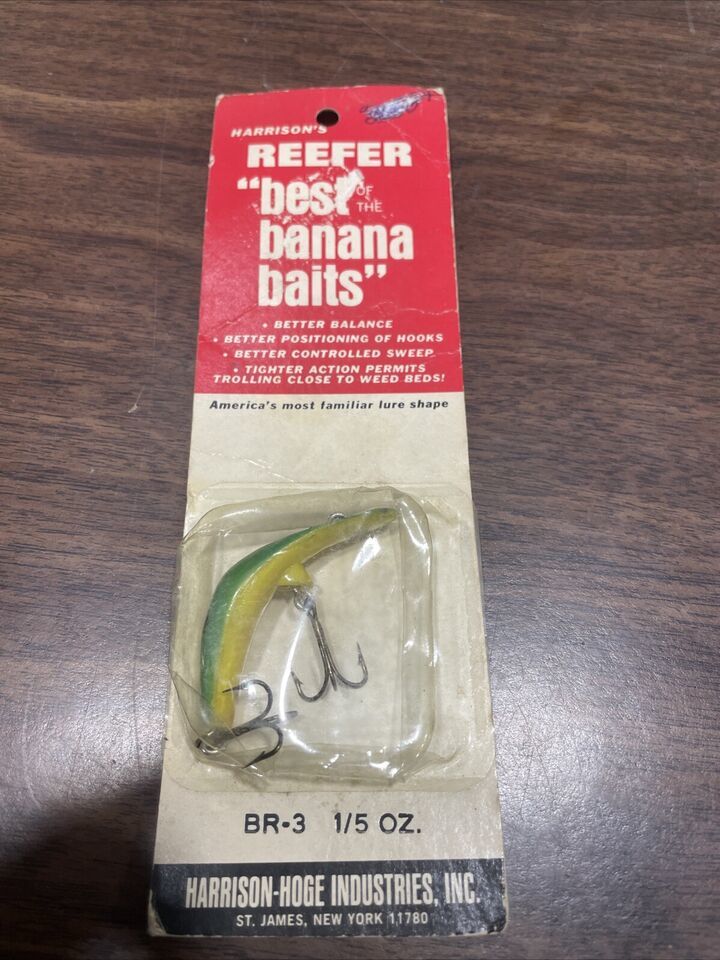 HARRISON'S
REEFER
"best OF THE
banana
baits"
• BETTER BALANCE
• BETTER POSITIONING OF HOOKS
• BETTER CONTROLLED SWEEP
• TIGHTER ACTION PERMITS
TROLLING CLOSE TO WEED BEDS!
America's most familiar lure shape
BR-3 1/5 OZ.
HARRISON-HOGE INDUSTRIES, INC.
ST. JAMES, NEW YORK 11780